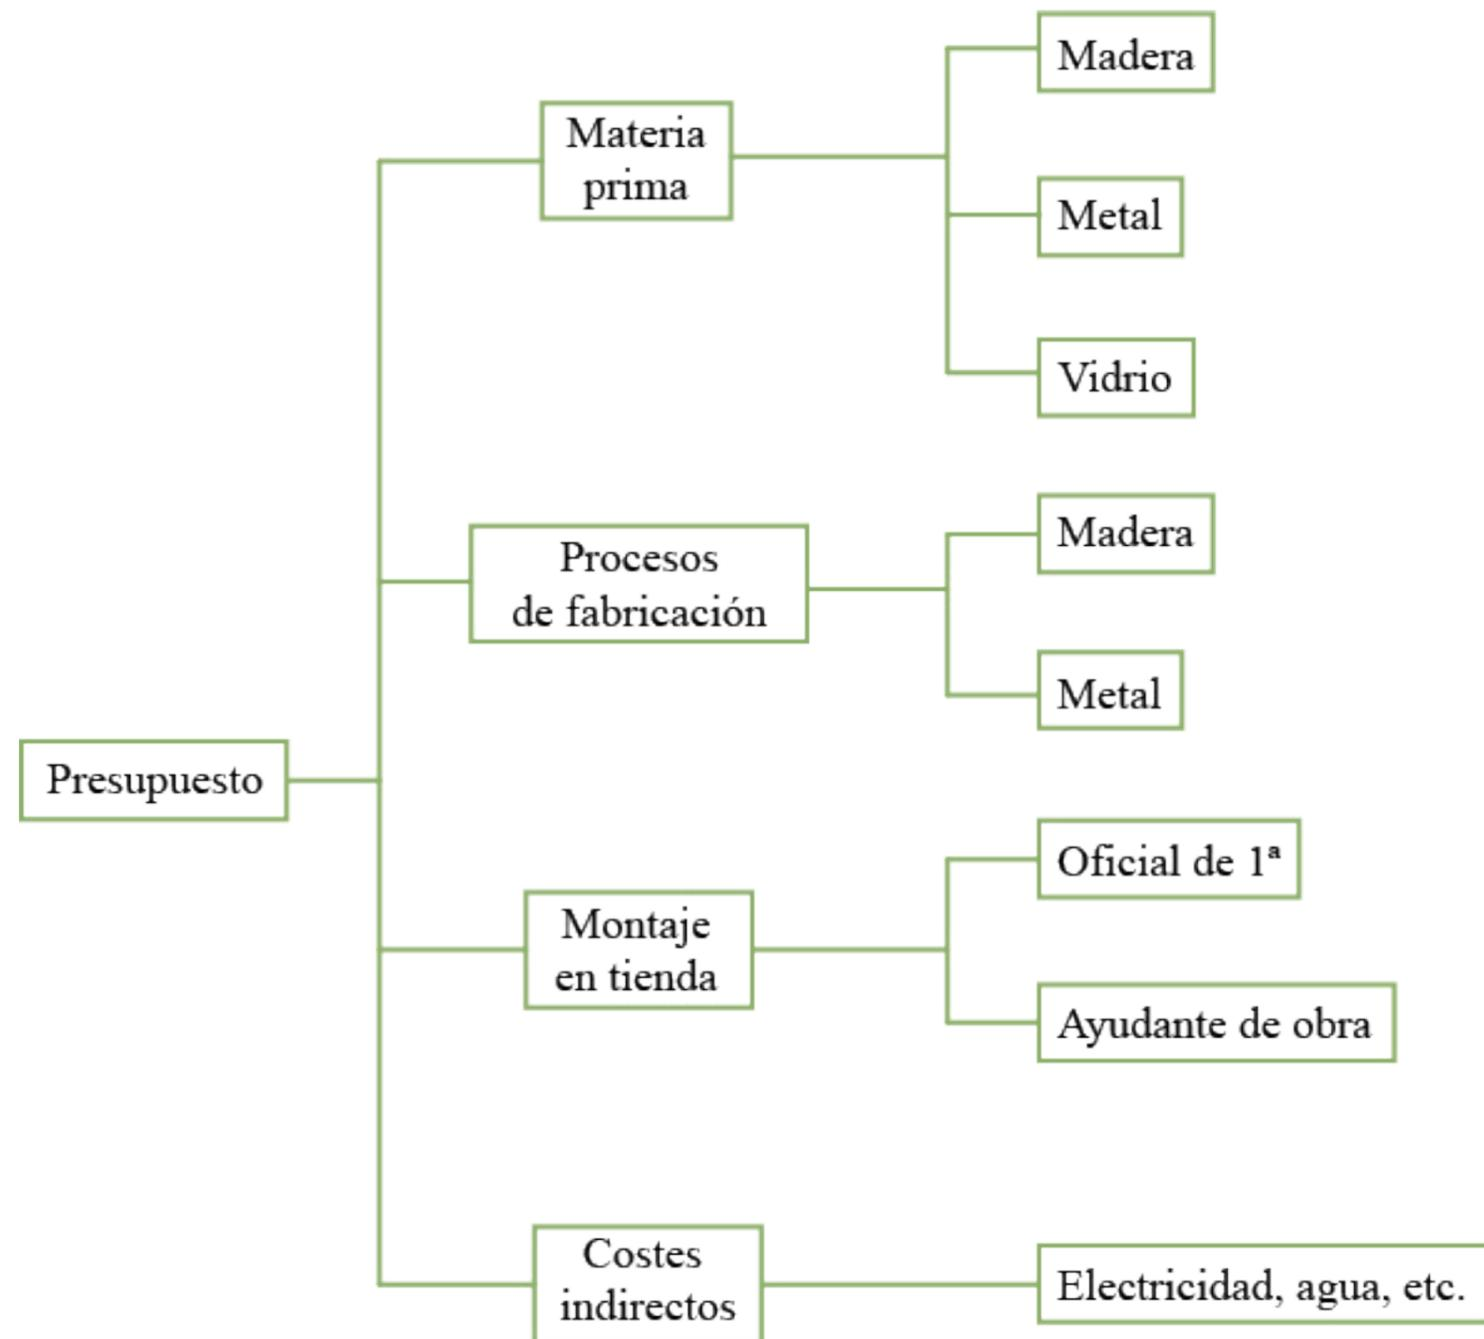 Presupuesto
Materia
prima
Madera
Metal
Vidrio
Procesos
de fabricación
Madera
Metal
Montaje
en tienda
Oficial de 1ª
Ayudante de obra
Costes
indirectos
Electricidad, agua, etc.